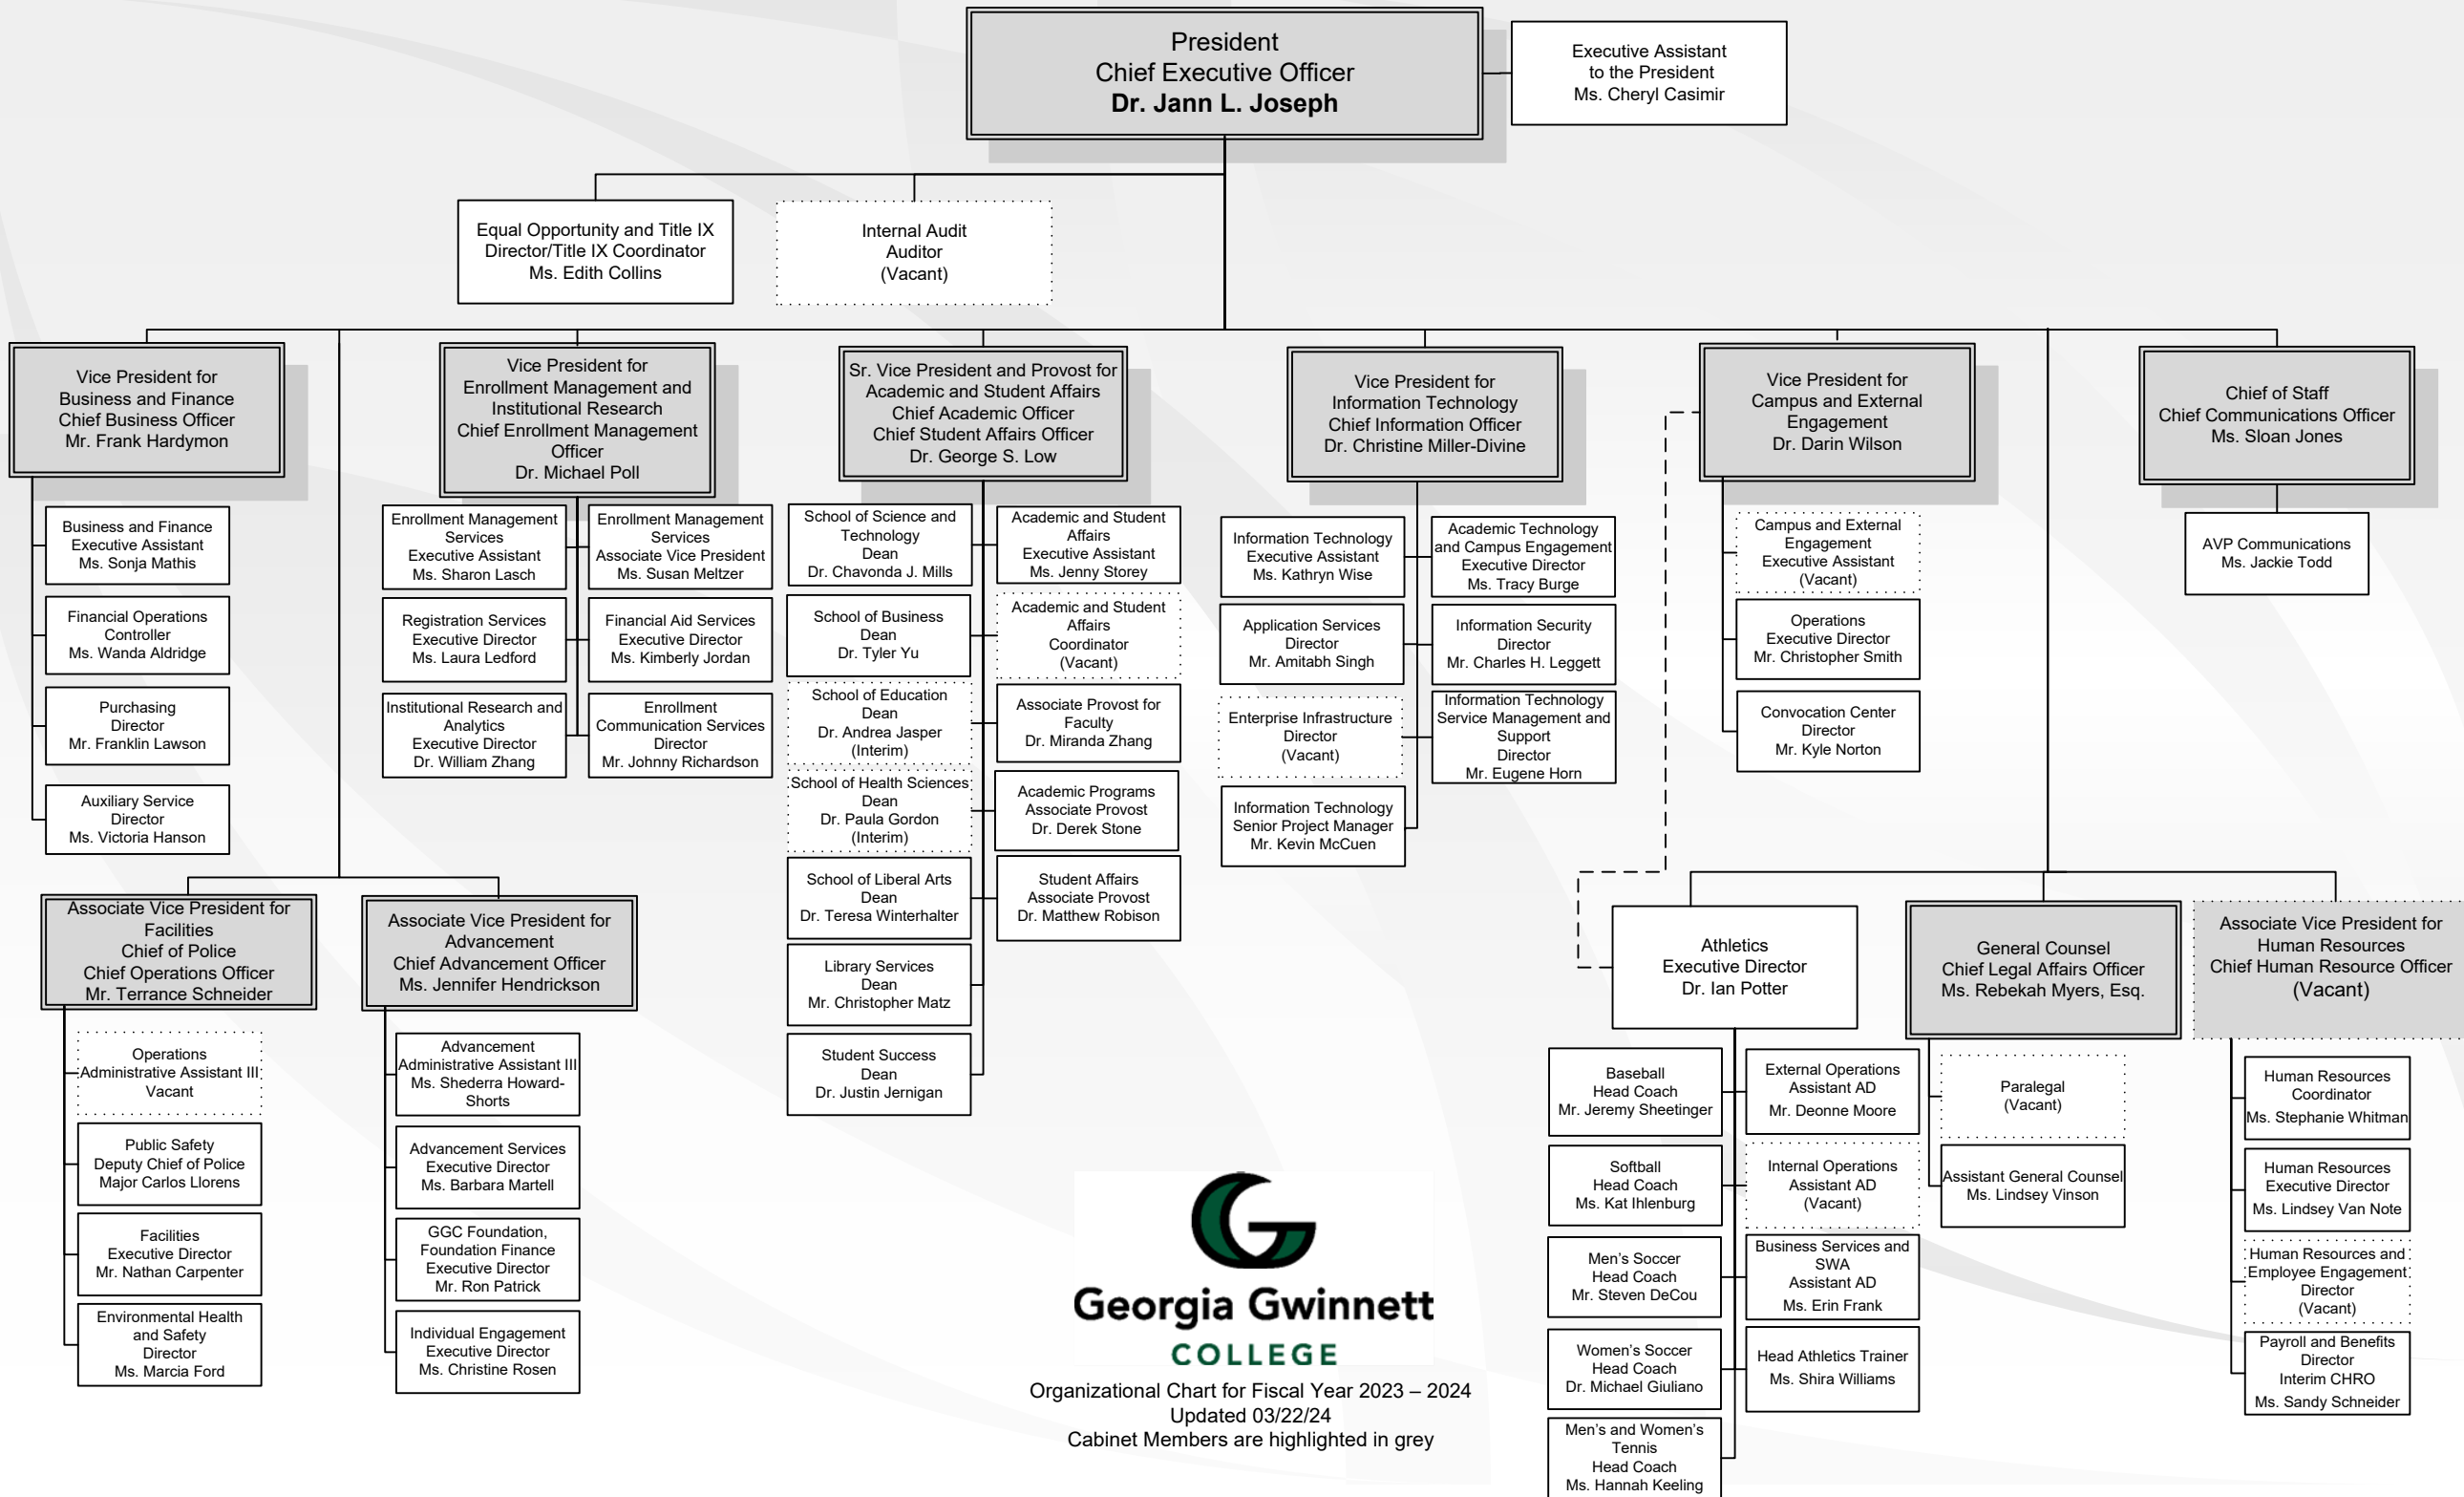 President
Chief Executive Officer
Dr. Jann L. Joseph
Executive Assistant
to the President
Ms. Cheryl Casimir
Equal Opportunity and Title IX
Director/Title IX Coordinator
Ms. Edith Collins
Internal Audit
Auditor
(Vacant)
Vice President for
Business and Finance
Chief Business Officer
Mr. Frank Hardymon
Business and Finance
Executive Assistant
Ms. Sonja Mathis
Financial Operations
Controller
Ms. Wanda Aldridge
Purchasing
Director
Mr. Franklin Lawson
Auxiliary Service
Director
Ms. Victoria Hanson
Vice President for
Enrollment Management and
Institutional Research
Chief Enrollment Management
Officer
Dr. Michael Poll
Enrollment Management
Services
Executive Assistant
Ms. Sharon Lasch
Enrollment Management
Services
Associate Vice President
Ms. Susan Meltzer
Registration Services
Executive Director
Ms. Laura Ledford
Financial Aid Services
Executive Director
Ms. Kimberly Jordan
Institutional Research and
Analytics
Executive Director
Dr. William Zhang
Enrollment
Communication Services
Director
Mr. Johnny Richardson
Sr. Vice President and Provost for
Academic and Student Affairs
Chief Academic Officer
Chief Student Affairs Officer
Dr. George S. Low
School of Science and
Technology
Dean
Dr. Chavonda J. Mills
Academic and Student
Affairs
Executive Assistant
Ms. Jenny Storey
School of Business
Dean
Dr. Tyler Yu
Academic and Student
Affairs
Coordinator
(Vacant)
School of Education
Dean
Dr. Andrea Jasper
(Interim)
Associate Provost for
Faculty
Dr. Miranda Zhang
School of Health Sciences
Dean
Dr. Paula Gordon
(Interim)
Academic Programs
Associate Provost
Dr. Derek Stone
School of Liberal Arts
Dean
Dr. Teresa Winterhalter
Student Affairs
Associate Provost
Dr. Matthew Robison
Library Services
Dean
Mr. Christopher Matz
Student Success
Dean
Dr. Justin Jernigan
Vice President for
Information Technology
Chief Information Officer
Dr. Christine Miller-Divine
Information Technology
Executive Assistant
Ms. Kathryn Wise
Academic Technology
and Campus Engagement
Executive Director
Ms. Tracy Burge
Application Services
Director
Mr. Amitabh Singh
Information Security
Director
Mr. Charles H. Leggett
Enterprise Infrastructure
Director
(Vacant)
Information Technology
Service Management and
Support
Director
Mr. Eugene Horn
Information Technology
Senior Project Manager
Mr. Kevin McCuen
Vice President for
Campus and External
Engagement
Dr. Darin Wilson
Campus and External
Engagement
Executive Assistant
(Vacant)
Operations
Executive Director
Mr. Christopher Smith
Convocation Center
Director
Mr. Kyle Norton
Chief of Staff
Chief Communications Officer
Ms. Sloan Jones
AVP Communications
Ms. Jackie Todd
Associate Vice President for
Facilities
Chief of Police
Chief Operations Officer
Mr. Terrance Schneider
Operations
Administrative Assistant III
Vacant
Public Safety
Deputy Chief of Police
Major Carlos Llorens
Facilities
Executive Director
Mr. Nathan Carpenter
Environmental Health
and Safety
Director
Ms. Marcia Ford
Associate Vice President for
Advancement
Chief Advancement Officer
Ms. Jennifer Hendrickson
Advancement
Administrative Assistant III
Ms. Shederra Howard-
Shorts
Advancement Services
Executive Director
Ms. Barbara Martell
GGC Foundation,
Foundation Finance
Executive Director
Mr. Ron Patrick
Individual Engagement
Executive Director
Ms. Christine Rosen
Athletics
Executive Director
Dr. Ian Potter
Baseball
Head Coach
Mr. Jeremy Sheetinger
External Operations
Assistant AD
Mr. Deonne Moore
Softball
Head Coach
Ms. Kat Ihlenburg
Internal Operations
Assistant AD
(Vacant)
Men's Soccer
Head Coach
Mr. Steven DeCou
Business Services and
SWA
Assistant AD
Ms. Erin Frank
Women's Soccer
Head Coach
Dr. Michael Giuliano
Head Athletics Trainer
Ms. Shira Williams
Men's and Women's
Tennis
Head Coach
Ms. Hannah Keeling
General Counsel
Chief Legal Affairs Officer
Ms. Rebekah Myers, Esq.
Paralegal
(Vacant)
Assistant General Counsel
Ms. Lindsey Vinson
Associate Vice President for
Human Resources
Chief Human Resource Officer
(Vacant)
Human Resources
Coordinator
Ms. Stephanie Whitman
Human Resources
Executive Director
Ms. Lindsey Van Note
Human Resources and
Employee Engagement
Director
(Vacant)
Payroll and Benefits
Director
Interim CHRO
Ms. Sandy Schneider
Georgia Gwinnett
COLLEGE
Organizational Chart for Fiscal Year 2023 – 2024
Updated 03/22/24
Cabinet Members are highlighted in grey